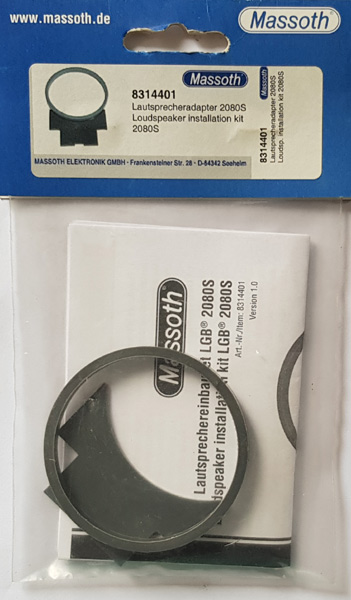 www.massoth.de
Massoth
8314401
Massoth
Lautsprecheradapter 2080S
Loudspeaker installation kit
2080S
MASSOTH ELEKTRONIK GMBH · Frankensteiner Str. 28 · D-64342 Seeheim
Massoth
8314401
Lautsprecheradapter 2080S
Loudsp. installation kit 2080S
Massoth
Lautsprechereinbau et LGB® 2080S
udspeaker installation kit LGB® 2080S
Art.-Nr./Item: 8314401
Version 1.0